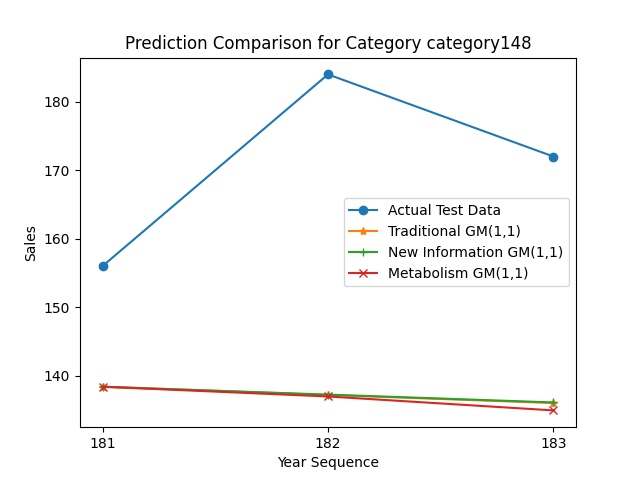 Prediction Comparison for Category category148
180
170
160
150
140
Sales
Actual Test Data
Traditional GM(1,1)
New Information GM(1,1)
Metabolism GM(1,1)
181
182
183
Year Sequence